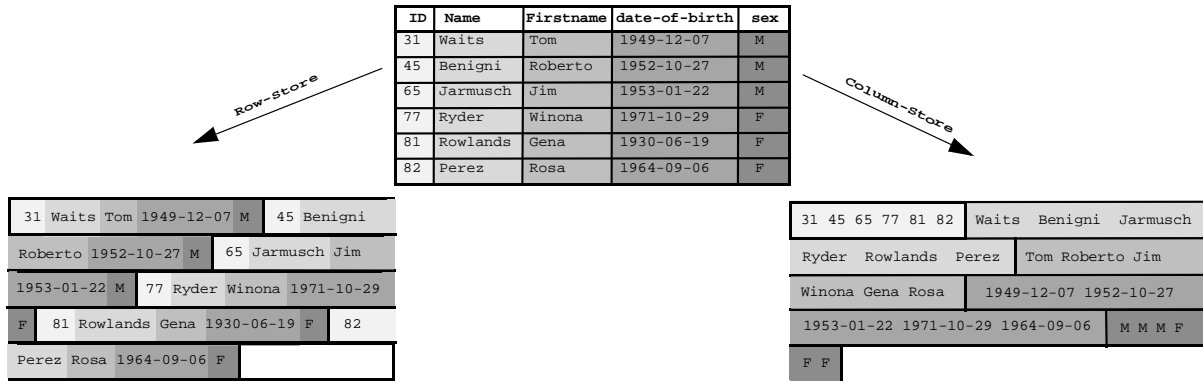 ID Name Firstname date-of-birth sex
31 Waits Tom 1949-12-07 M
45 Benigni Roberto 1952-10-27 M
65 Jarmusch Jim 1953-01-22 M
77 Ryder Winona 1971-10-29 F
81 Rowlands Gena 1930-06-19 F
82 Perez Rosa 1964-09-06 F
Row-Store
Column-Store
31 Waits Tom 1949-12-07 M 45 Benigni
Roberto 1952-10-27 M 65 Jarmusch Jim
1953-01-22 M 77 Ryder Winona 1971-10-29
F 81 Rowlands Gena 1930-06-19 F 82
Perez Rosa 1964-09-06 F
31 45 65 77 81 82 Waits Benigni Jarmusch
Ryder Rowlands Perez Tom Roberto Jim
Winona Gena Rosa 1949-12-07 1952-10-27
1953-01-22 1971-10-29 1964-09-06 M M M F
F F